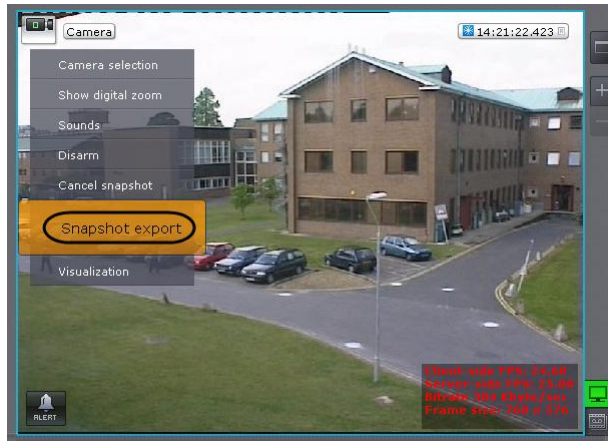 Camera
14:21:22.423
Camera selection
Show digital zoom
Sounds
Disarm
Cancel snapshot
Snapshot export
Visualization
Client-side FPS: 24.60
Server-side FPS: 25.00
Bitrate 304 Kbyte/sec
Frame size: 768 x 576
ALERT